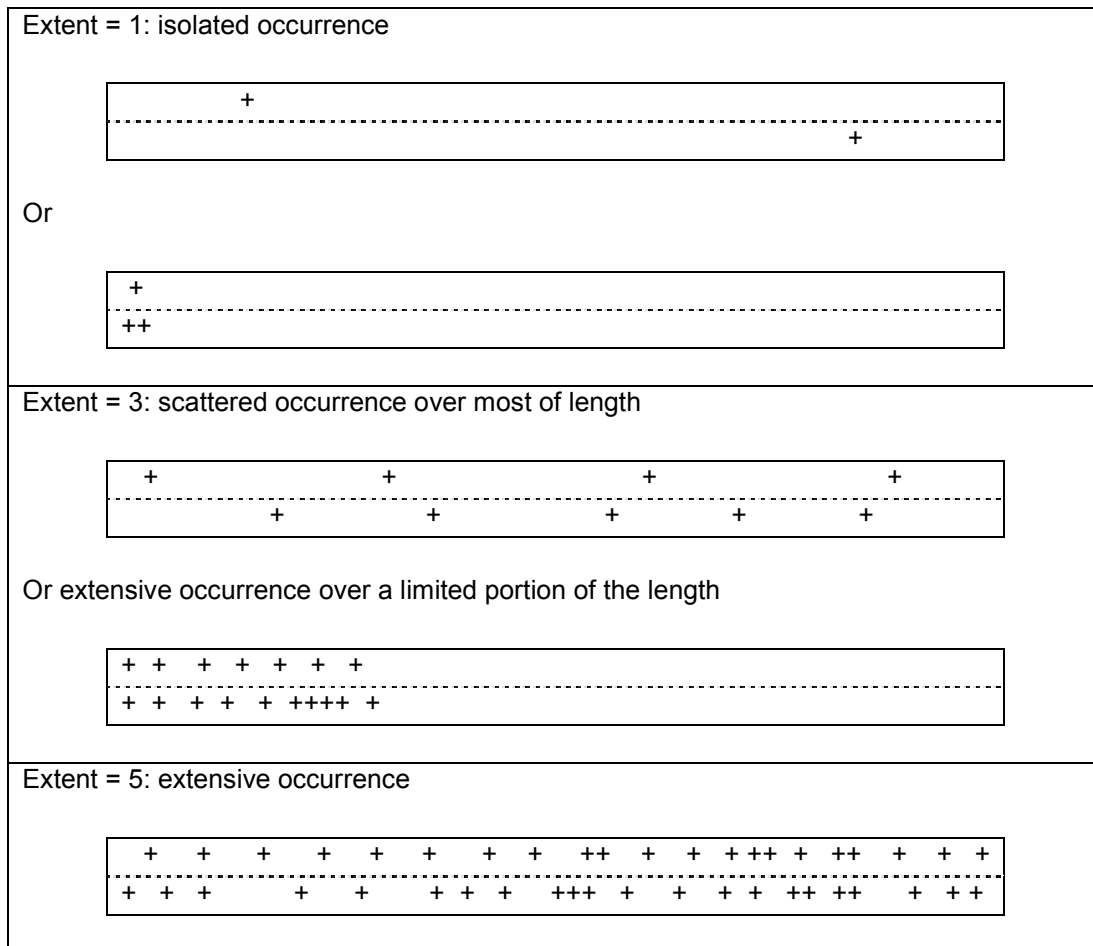 Extent = 1: isolated occurrence
+
+
Or
+
++
Extent = 3: scattered occurrence over most of length
+ + + +
+ + + + +
Or extensive occurrence over a limited portion of the length
+ + + + + + +
+ + + + + ++++ +
Extent = 5: extensive occurrence
+ + + + + + + + ++ + + + ++ + ++ + + +
+ + + + + + + + +++ + + + + ++ ++ + + +